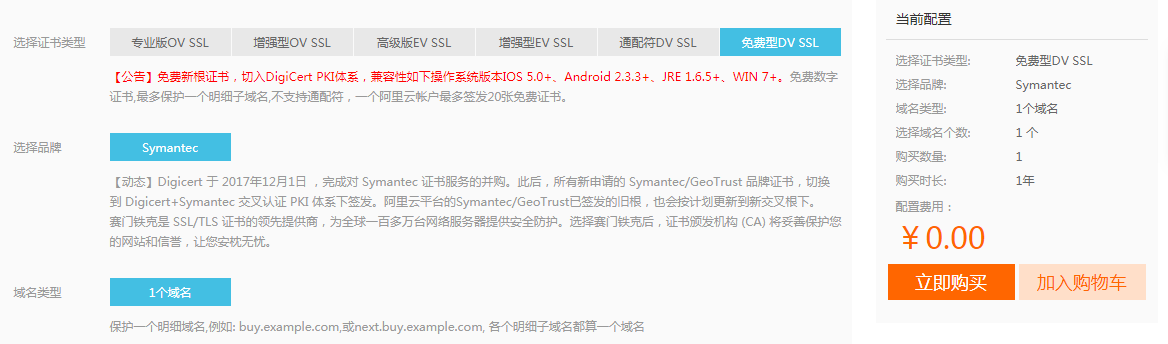 选择证书类型
专业版OV SSL 增强型OV SSL 高级版EV SSL 增强型EV SSL 通配符DV SSL 免费型DV SSL
【公告】免费新根证书，切入DigiCert PKI体系，兼容性如下操作系统版本IOS 5.0+、Android 2.3.3+、JRE 1.6.5+、WIN 7+。免费数字
证书,最多保护一个明细子域名,不支持通配符，一个阿里云帐户最多签发20张免费证书。
选择品牌
Symantec
【动态】Digicert 于 2017年12月1日 ，完成对 Symantec 证书服务的并购。此后，所有新申请的 Symantec/GeoTrust 品牌证书，切换
到 Digicert+Symantec 交叉认证 PKI 体系下签发。阿里云平台的Symantec/GeoTrust已签发的旧根，也会按计划更新到新交叉根下。
赛门铁克是 SSL/TLS 证书的领先提供商，为全球一百多万台网络服务器提供安全防护。选择赛门铁克后，证书颁发机构 (CA) 将妥善保护您
的网站和信誉，让您安枕无忧。
域名类型
1个域名
保护一个明细域名,例如: buy.example.com,或next.buy.example.com, 各个明细子域名都算一个域名
当前配置
选择证书类型: 免费型DV SSL
选择品牌: Symantec
域名类型: 1个域名
选择域名个数: 1 个
购买数量: 1
购买时长: 1年
配置费用：
¥ 0.00
立即购买 加入购物车